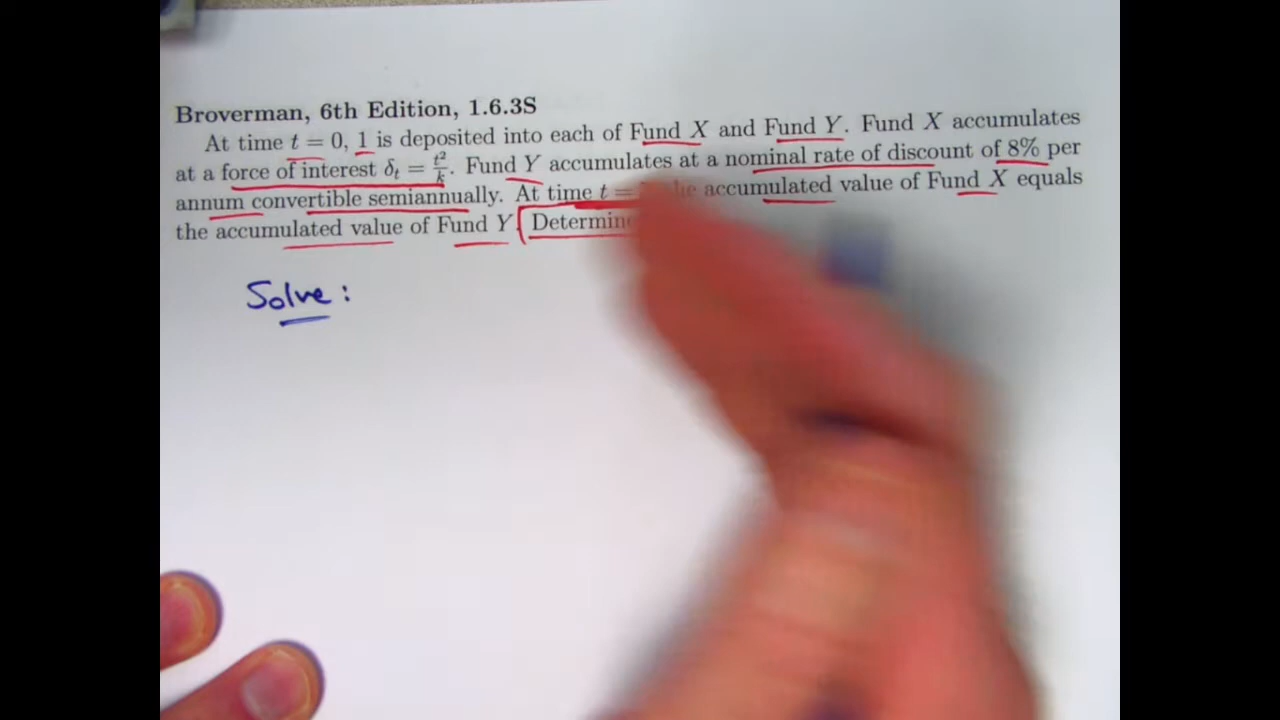 Broverman, 6th Edition, 1.6.3S
At time t = 0, 1 is deposited into each of Fund X and Fund Y. Fund X accumulates
at a force of interest δₜ = t²/k. Fund Y accumulates at a nominal rate of discount of 8% per
annum convertible semiannually. At time t = accumulated value of Fund X equals
the accumulated value of Fund Y.
Solve: